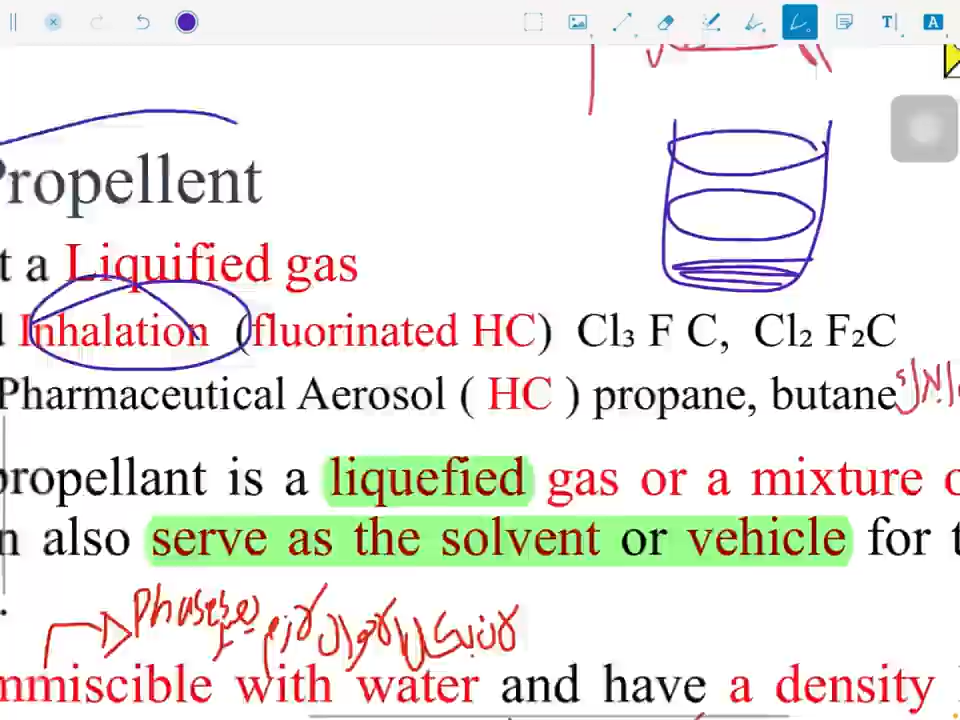 Propellent
t a Liquified gas
d Inhalation (fluorinated HC) Cl₃ F C, Cl₂ F₂C
Pharmaceutical Aerosol ( HC ) propane, butane
propellant is a liquefied gas or a mixture o
n also serve as the solvent or vehicle for t
Phases
mmiscible with water and have a density